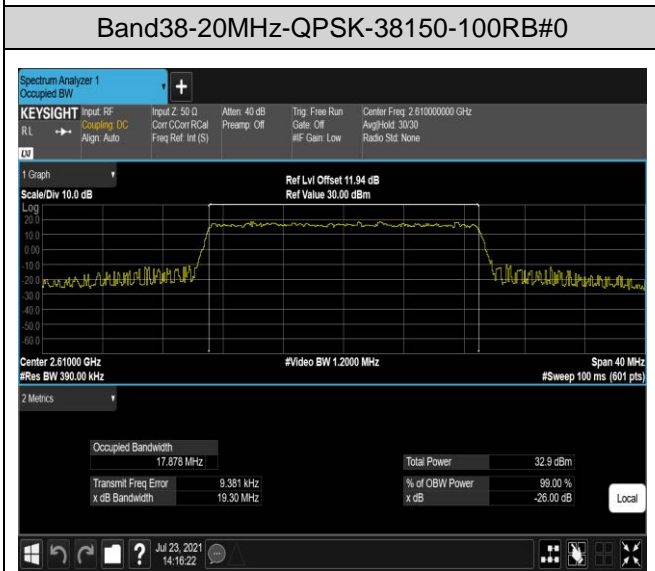 Band38-20MHz-QPSK-38150-100RB#0
Spectrum Analyzer 1
Occupied BW
+
KEYSIGHT
RL
LXI
Input: RF
Coupling: DC
Align: Auto
Input Z: 50 Ω
Corr CCorr RCal
Freq Ref: Int (S)
Atten: 40 dB
Preamp: Off
Trig: Free Run
Gate: Off
#IF Gain: Low
Center Freq: 2.610000000 GHz
Avg|Hold: 30/30
Radio Std: None
1 Graph
Scale/Div 10.0 dB
Ref Lvl Offset 11.94 dB
Ref Value 30.00 dBm
Log
20.0
10.0
0.00
-10.0
-20.0
-30.0
-40.0
-50.0
-60.0
Center 2.61000 GHz
#Res BW 390.00 kHz
#Video BW 1.2000 MHz
Span 40 MHz
#Sweep 100 ms (601 pts)
2 Metrics
Occupied Bandwidth
17.878 MHz
Transmit Freq Error 9.381 kHz
x dB Bandwidth 19.30 MHz
Total Power 32.9 dBm
% of OBW Power 99.00 %
x dB -26.00 dB
Local
?
Jul 23, 2021
14:16:22